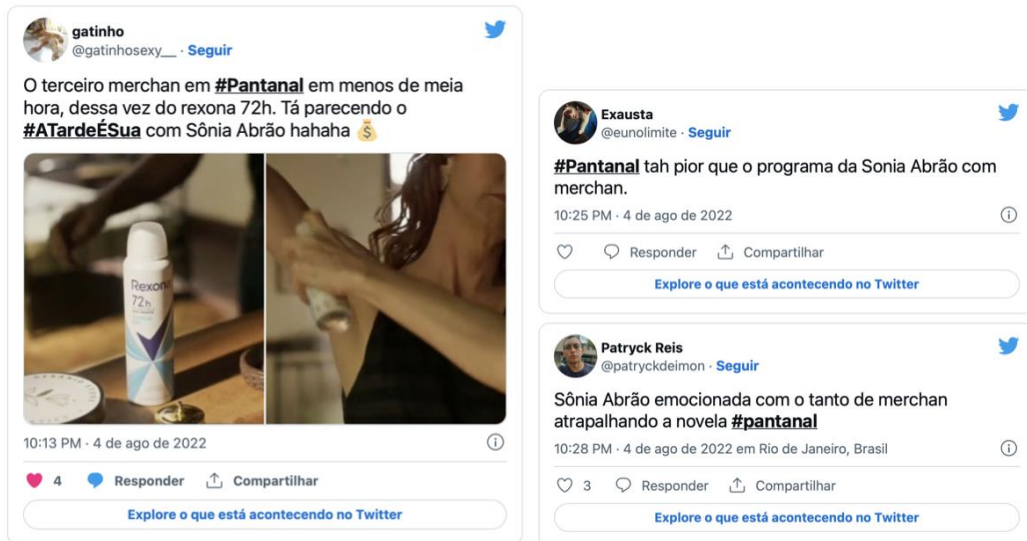 gatinho
@gatinhosexy__ · Seguir
O terceiro merchan em #Pantanal em menos de meia
hora, dessa vez do rexona 72h. Tá parecendo o
#ATardeÉSua com Sônia Abrão hahaha 💰
Rexona
72h
10:13 PM · 4 de ago de 2022
4 Responder Compartilhar
Explore o que está acontecendo no Twitter
Exausta
@eunolimite · Seguir
#Pantanal tah pior que o programa da Sonia Abrão com
merchan.
10:25 PM · 4 de ago de 2022
Responder Compartilhar
Explore o que está acontecendo no Twitter
Patryck Reis
@patryckdeimon · Seguir
Sônia Abrão emocionada com o tanto de merchan
atrapalhando a novela #pantanal
10:28 PM · 4 de ago de 2022 em Rio de Janeiro, Brasil
3 Responder Compartilhar
Explore o que está acontecendo no Twitter